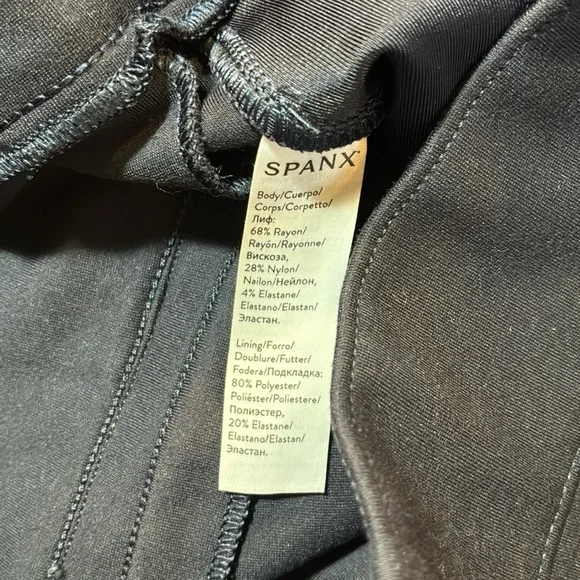 SPANX
Body/Cuerpo/
Corps/Corpetto/
Лиф:
68% Rayon/
Rayón/Rayonne/
Вискоза,
28% Nylon/
Nailon/Нейлон,
4% Elastane/
Elastano/Elastan/
Эластан.
Lining/Forro/
Doublure/Futter/
Fodera/Подкладка:
80% Polyester/
Poliéster/Poliestere/
Полиэстер,
20% Elastane/
Elastano/Elastan/
Эластан.